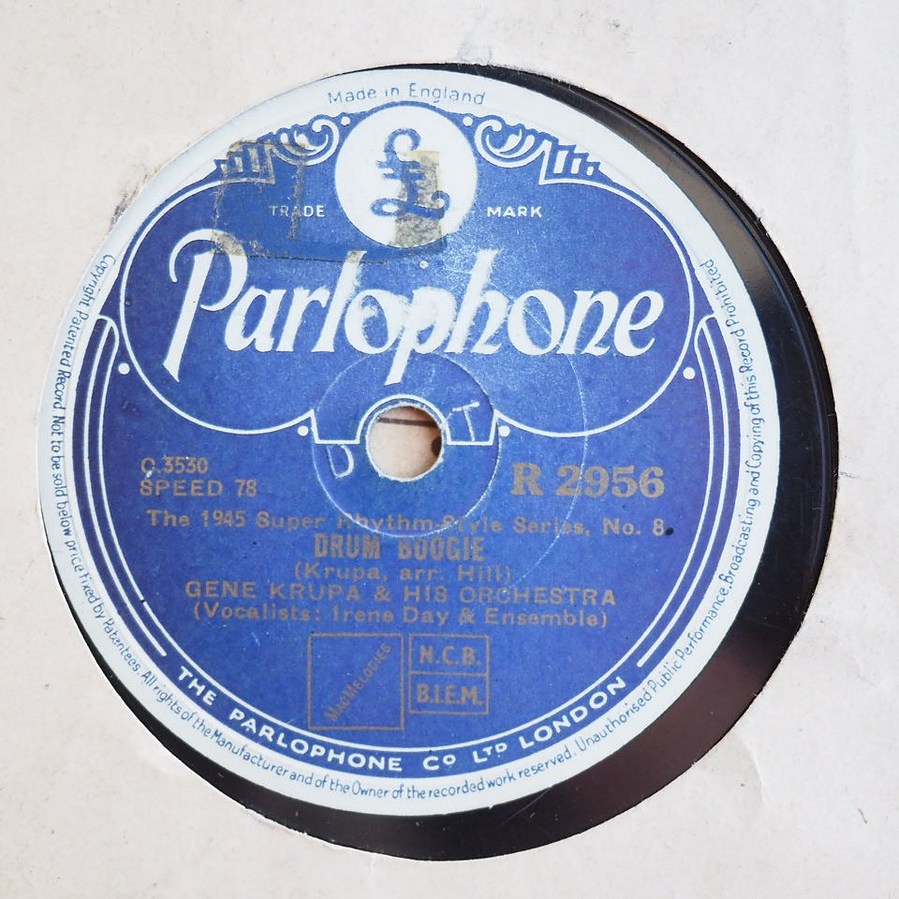 Made in England
TRADE MARK
Parlophone
C.3530
SPEED 78
R 2956
The 1945 Super Rhythm-Style Series, No. 8.
DRUM BOOGIE
(Krupa, arr. Hill)
GENE KRUPA & HIS ORCHESTRA
(Vocalists: Irene Day & Ensemble)
MacMelodies
N.C.B.
B.I.E.M.
THE PARLOPHONE Co LTD LONDON
Copyright Patented Record Not to be sold below price fixed by Patentees. All rights of the Manufacturer and of the Owner of the recorded work reserved. Unauthorised Public Performance, Broadcasting and Copying of this Record Prohibited